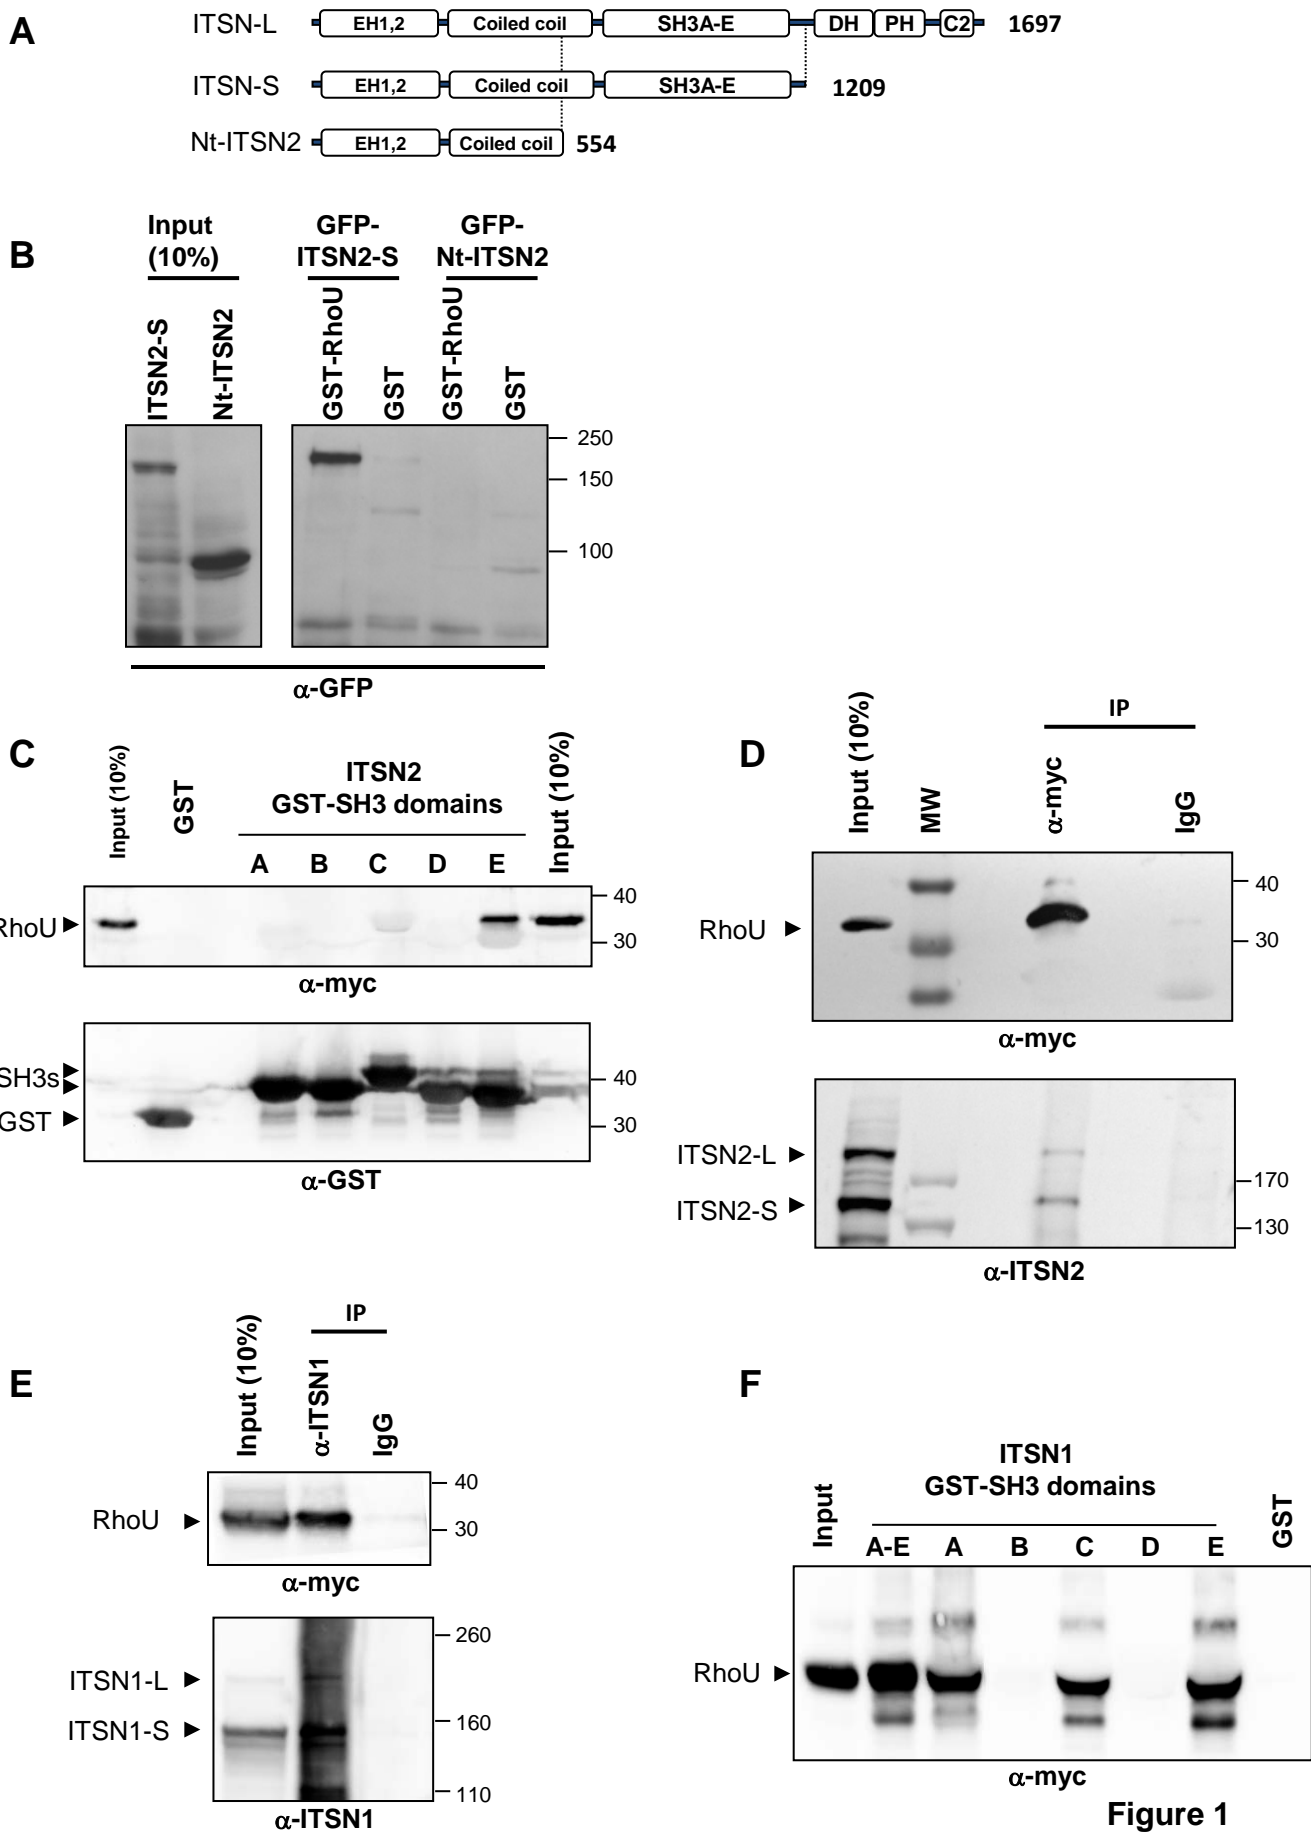 A
ITSN-L EH1,2 Coiled coil SH3A-E DH PH C2 1697
ITSN-S EH1,2 Coiled coil SH3A-E 1209
Nt-ITSN2 EH1,2 Coiled coil 554
B
Input
(10%)
GFP-
ITSN2-S
GFP-
Nt-ITSN2
ITSN2-S
Nt-ITSN2
GST-RhoU
GST
GST-RhoU
GST
250
150
100
α-GFP
C
Input (10%)
GST
ITSN2
GST-SH3 domains
A B C D E
Input (10%)
RhoU
40
30
α-myc
SH3s
GST
40
30
α-GST
D
Input (10%)
MW
IP
α-myc
IgG
RhoU
40
30
α-myc
ITSN2-L
ITSN2-S
170
130
α-ITSN2
E
Input (10%)
IP
α-ITSN1
IgG
RhoU
40
30
α-myc
ITSN1-L
ITSN1-S
260
160
110
α-ITSN1
F
Input
ITSN1
GST-SH3 domains
A-E A B C D E
GST
RhoU
α-myc
Figure 1